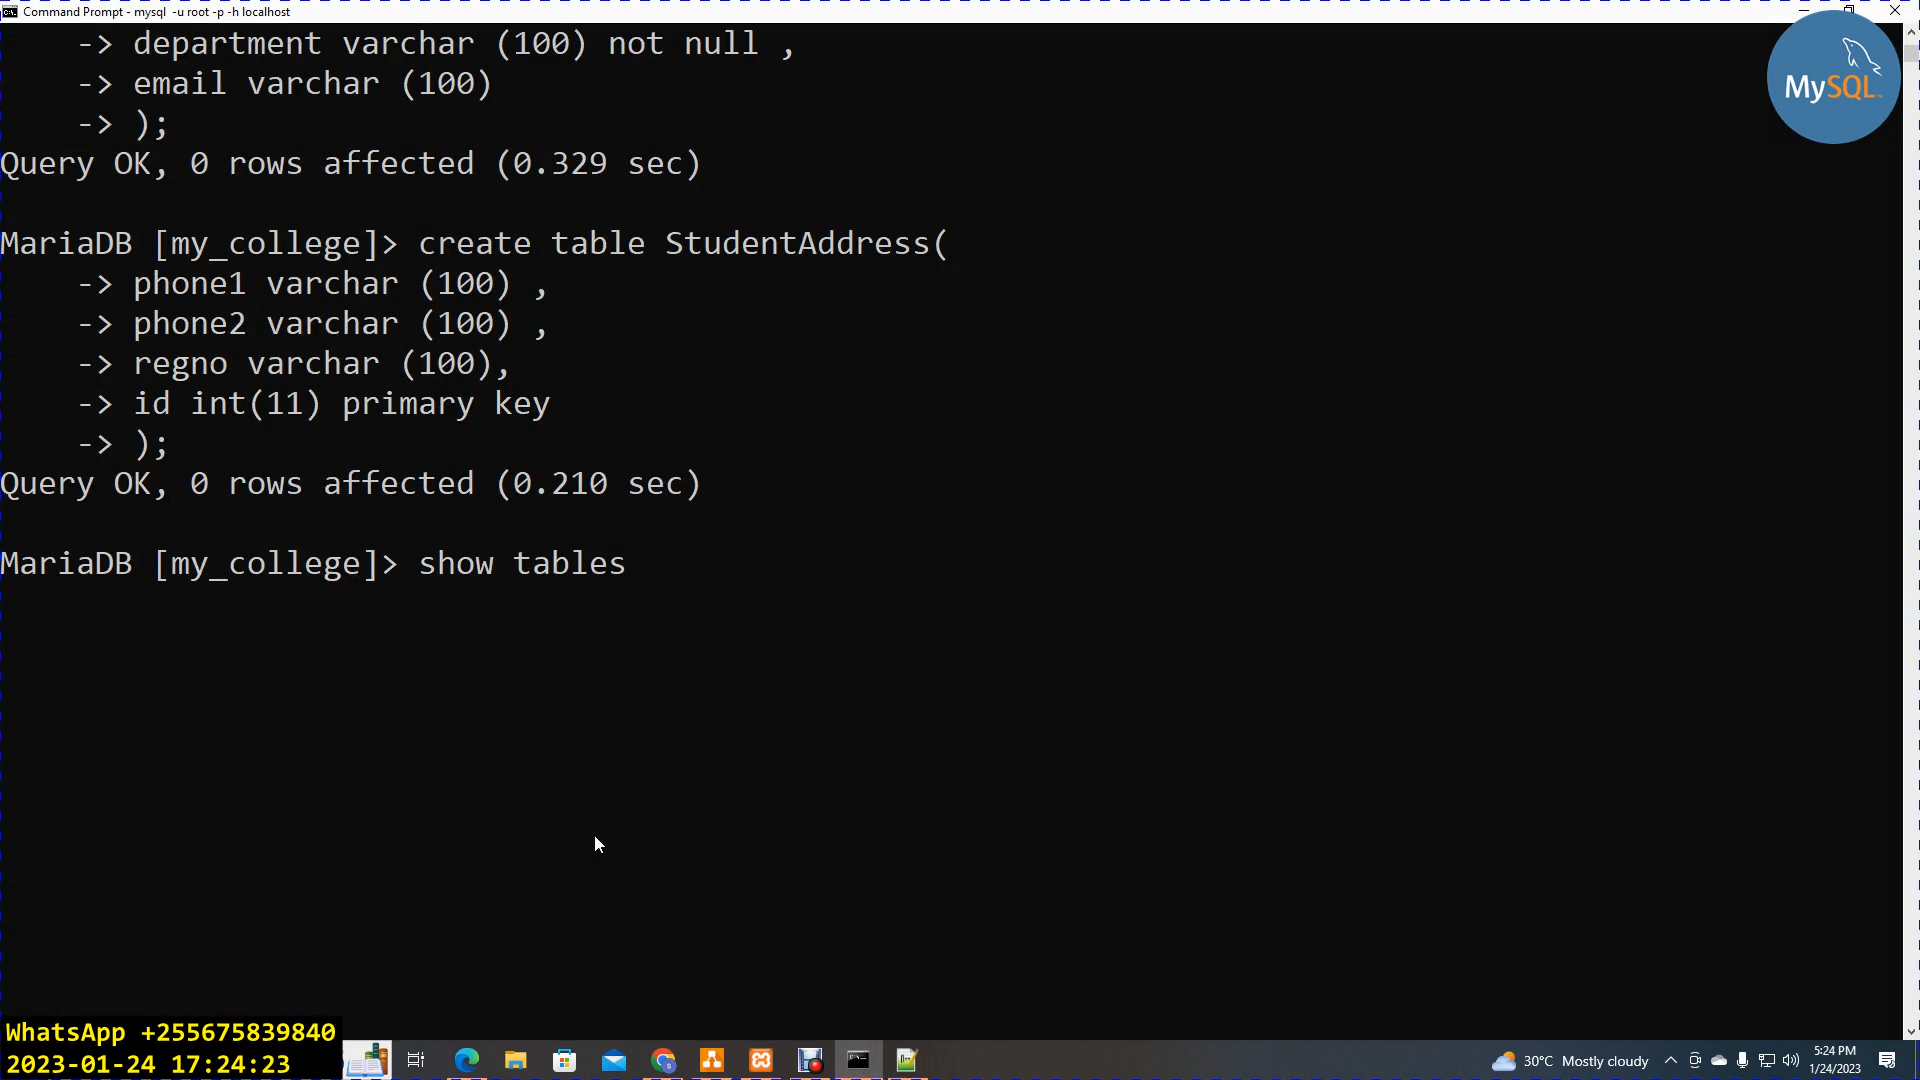 Command Prompt - mysql -u root -p -h localhost
-> department varchar (100) not null ,
-> email varchar (100)
-> );
Query OK, 0 rows affected (0.329 sec)
MySQL
MariaDB [my_college]> create table StudentAddress(
-> phone1 varchar (100) ,
-> phone2 varchar (100) ,
-> regno varchar (100),
-> id int(11) primary key
-> );
Query OK, 0 rows affected (0.210 sec)
MariaDB [my_college]> show tables
WhatsApp +255675839840
2023-01-24 17:24:23
30°C Mostly cloudy
5:24 PM
1/24/2023